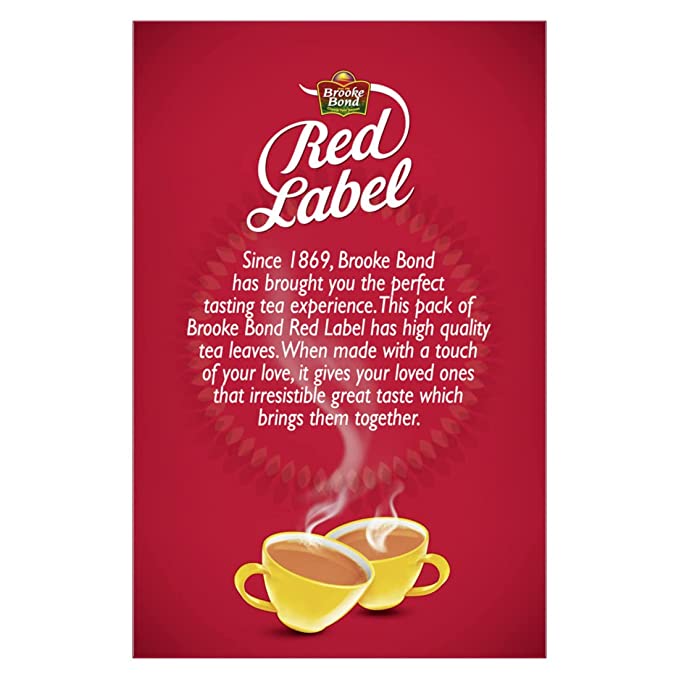 Brooke
Bond
Red
Label
Since 1869, Brooke Bond
has brought you the perfect
tasting tea experience. This pack of
Brooke Bond Red Label has high quality
tea leaves. When made with a touch
of your love, it gives your loved ones
that irresistible great taste which
brings them together.